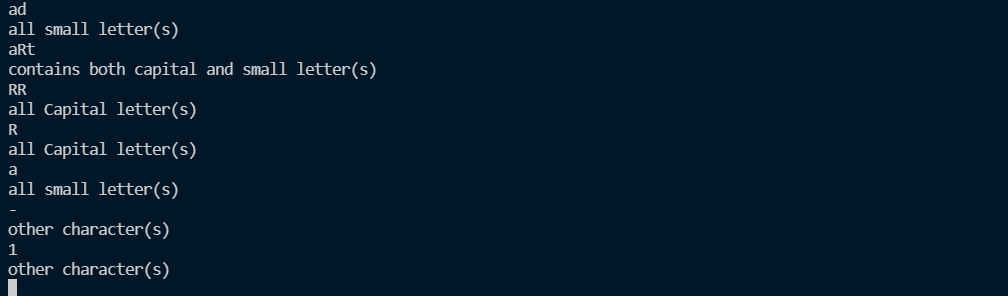 ad
all small letter(s)
aRt
contains both capital and small letter(s)
RR
all Capital letter(s)
R
all Capital letter(s)
a
all small letter(s)
-
other character(s)
1
other character(s)